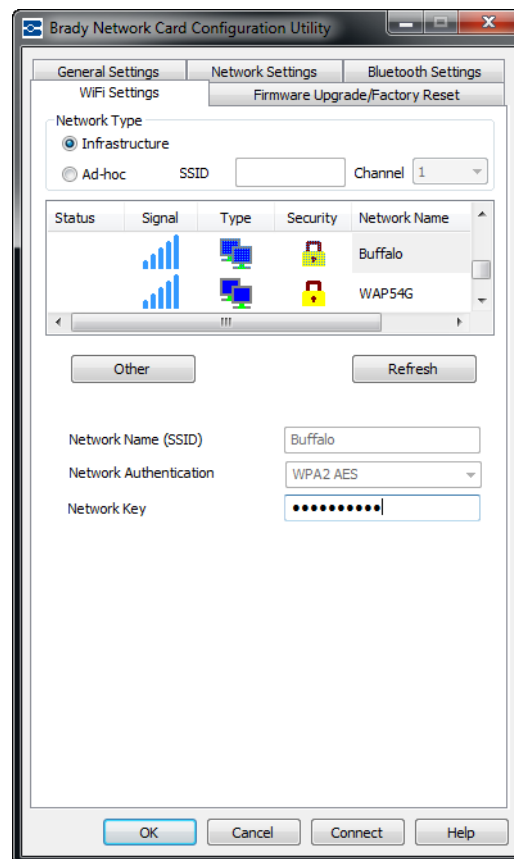 Brady Network Card Configuration Utility
General Settings Network Settings Bluetooth Settings
WiFi Settings Firmware Upgrade/Factory Reset
Network Type
Infrastructure
Ad-hoc SSID Channel 1
Status Signal Type Security Network Name
Buffalo
WAP54G
Other Refresh
Network Name (SSID) Buffalo
Network Authentication WPA2 AES
Network Key ••••••••••
OK Cancel Connect Help